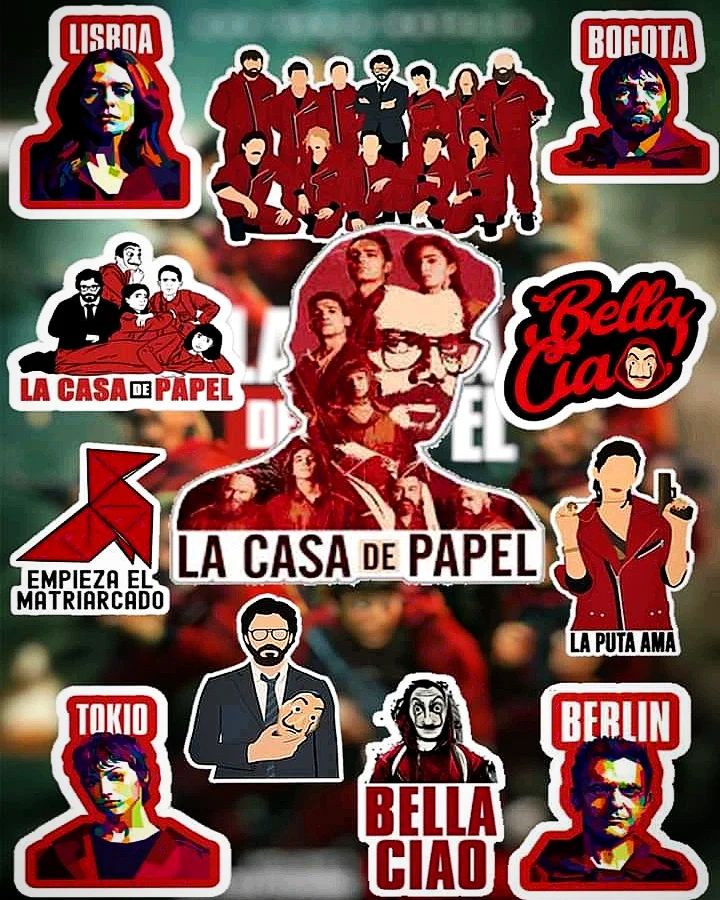 LISBOA
BOGOTA
LA CASA DE PAPEL
Bella
Ciao
LA CASA DE PAPEL
EMPIEZA EL
MATRIARCADO
LA PUTA AMA
TOKIO
BERLIN
BELLA
CIAO